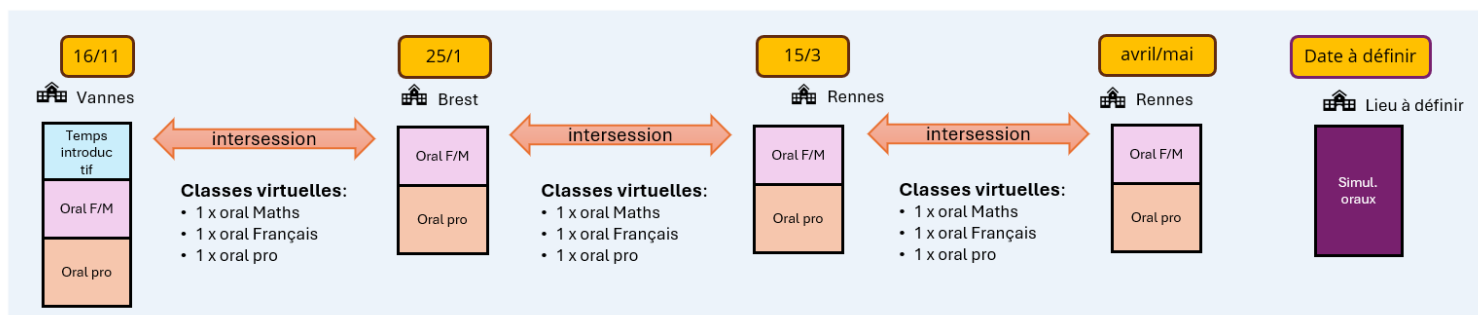 16/11
25/1
15/3
avril/mai
Date à définir
Vannes
Brest
Rennes
Rennes
Lieu à définir
Temps
introduc
tif
Oral F/M
Oral pro
intersession
Classes virtuelles:
• 1 x oral Maths
• 1 x oral Français
• 1 x oral pro
Oral F/M
Oral pro
intersession
Classes virtuelles:
• 1 x oral Maths
• 1 x oral Français
• 1 x oral pro
Oral F/M
Oral pro
intersession
Classes virtuelles:
• 1 x oral Maths
• 1 x oral Français
• 1 x oral pro
Oral F/M
Oral pro
Simul.
oraux